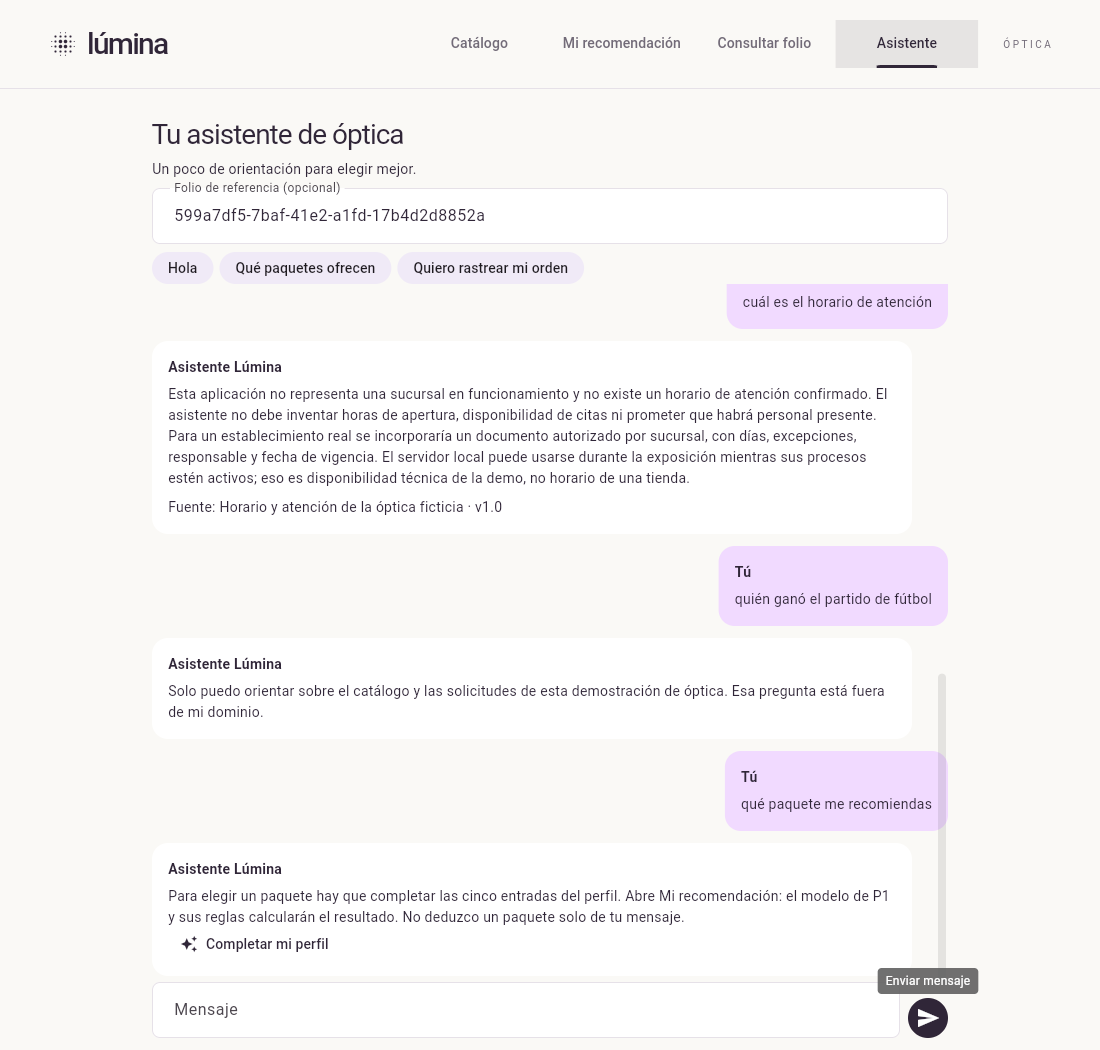 lúmina
Catálogo
Mi recomendación
Consultar folio
Asistente
ÓPTICA
Tu asistente de óptica
Un poco de orientación para elegir mejor.
Folio de referencia (opcional)
599a7df5-7baf-41e2-a1fd-17b4d2d8852a
Hola
Qué paquetes ofrecen
Quiero rastrear mi orden
cuál es el horario de atención
Asistente Lúmina
Esta aplicación no representa una sucursal en funcionamiento y no existe un horario de atención confirmado. El
asistente no debe inventar horas de apertura, disponibilidad de citas ni prometer que habrá personal presente.
Para un establecimiento real se incorporaría un documento autorizado por sucursal, con días, excepciones,
responsable y fecha de vigencia. El servidor local puede usarse durante la exposición mientras sus procesos
estén activos; eso es disponibilidad técnica de la demo, no horario de una tienda.
Fuente: Horario y atención de la óptica ficticia · v1.0
Tú
quién ganó el partido de fútbol
Asistente Lúmina
Solo puedo orientar sobre el catálogo y las solicitudes de esta demostración de óptica. Esa pregunta está fuera
de mi dominio.
Tú
qué paquete me recomiendas
Asistente Lúmina
Para elegir un paquete hay que completar las cinco entradas del perfil. Abre Mi recomendación: el modelo de P1
y sus reglas calcularán el resultado. No deduzco un paquete solo de tu mensaje.
Completar mi perfil
Enviar mensaje
Mensaje